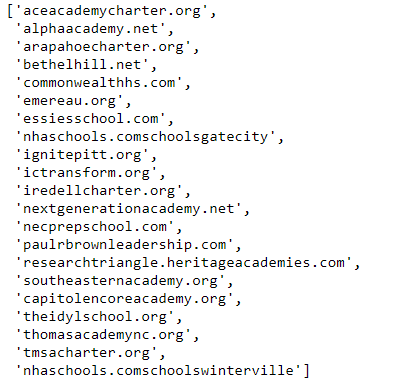 ['aceacademycharter.org',
'alphaacademy.net',
'arapahoecharter.org',
'bethelhill.net',
'commonwealthhs.com',
'emereau.org',
'essiesschool.com',
'nhaschools.comschoolsgatecity',
'ignitepitt.org',
'ictransform.org',
'iredellcharter.org',
'nextgenerationacademy.net',
'necprepschool.com',
'paulrbrownleadership.com',
'researchtriangle.heritageacademies.com',
'southeasternacademy.org',
'capitolencoreacademy.org',
'theidylschool.org',
'thomasacademync.org',
'tmsacharter.org',
'nhaschools.comschoolswinterville']